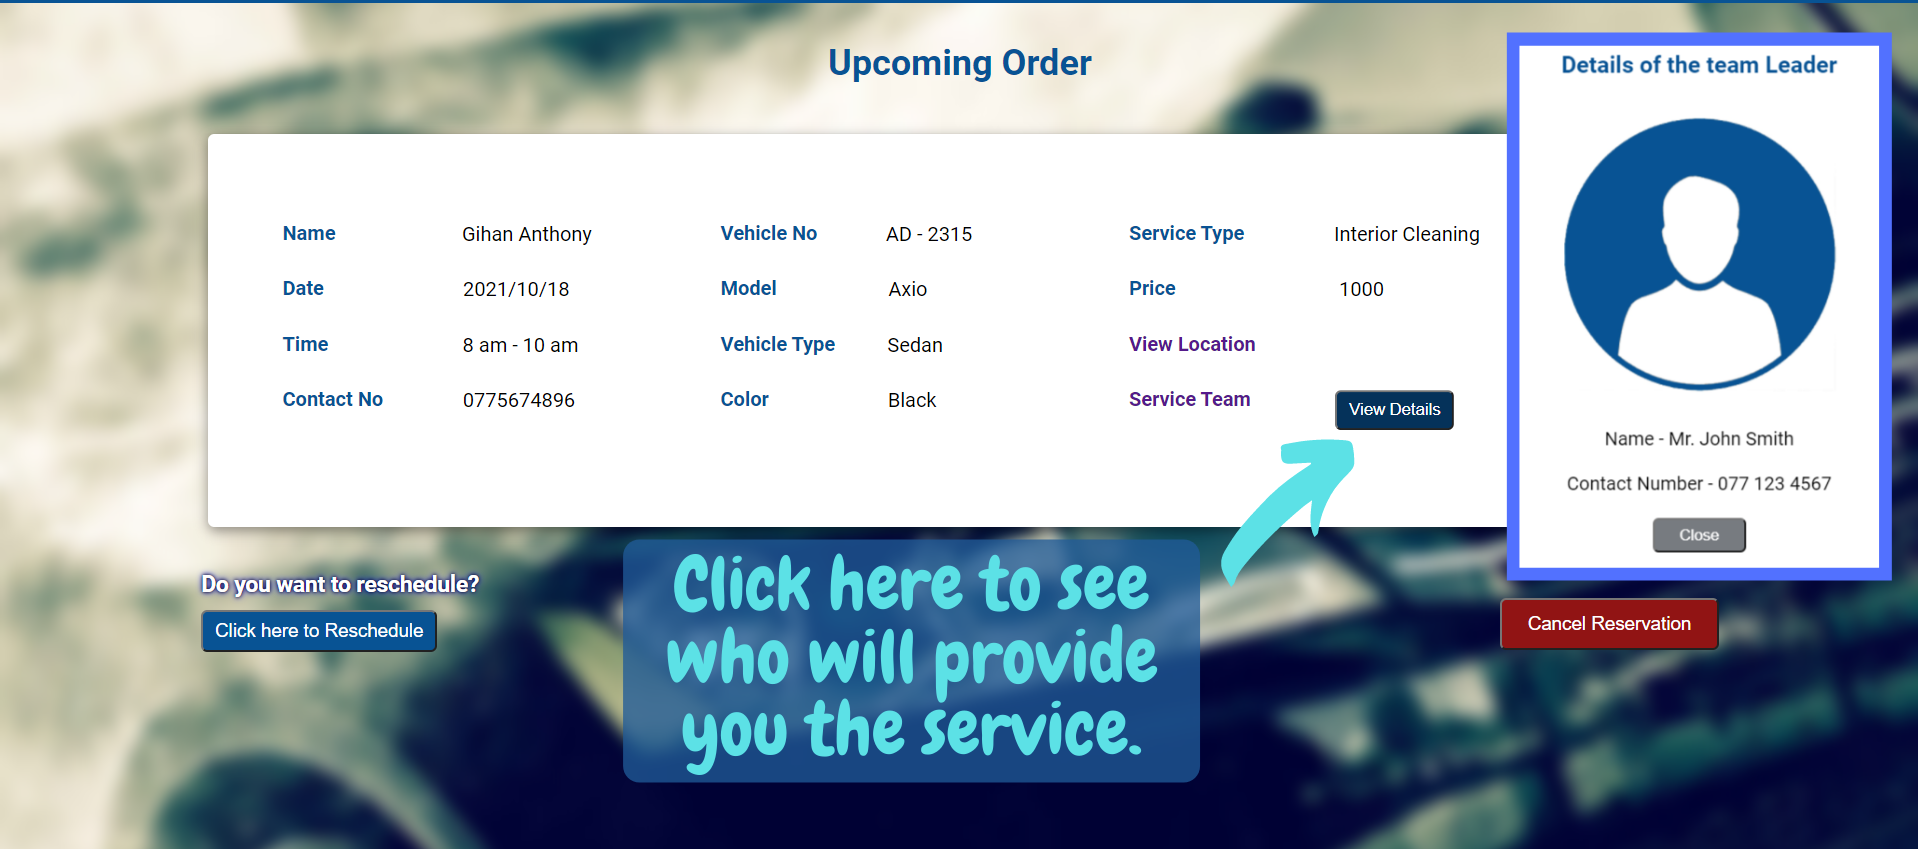 Upcoming Order
Name Gihan Anthony Vehicle No AD - 2315 Service Type Interior Cleaning
Date 2021/10/18 Model Axio Price 1000
Time 8 am - 10 am Vehicle Type Sedan View Location
Contact No 0775674896 Color Black Service Team View Details
Details of the team Leader
Name - Mr. John Smith
Contact Number - 077 123 4567
Close
Do you want to reschedule?
Click here to Reschedule
Click here to see
who will provide
you the service.
Cancel Reservation